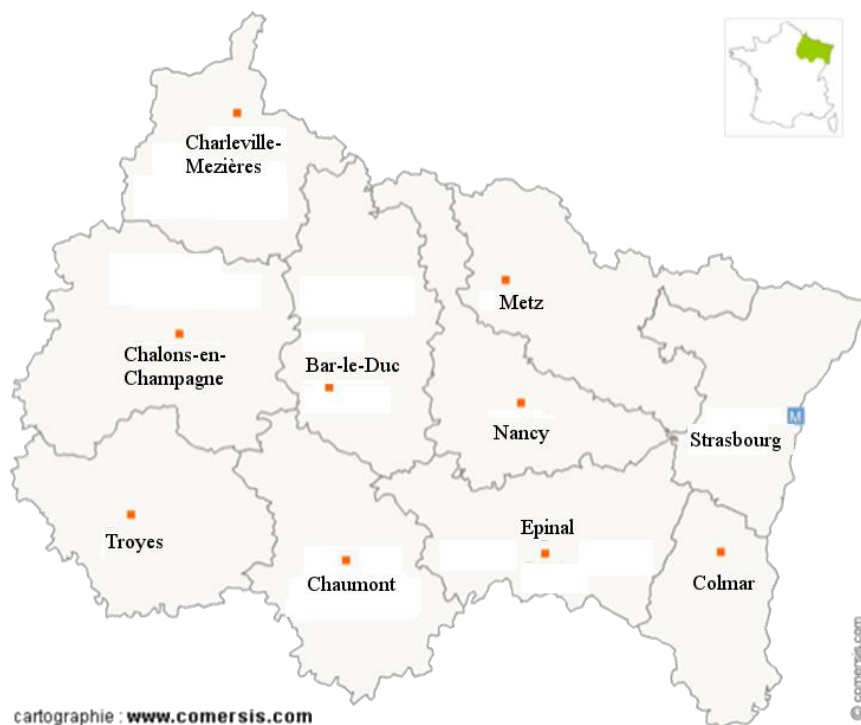 Charleville-
Mezières
Metz
Chalons-en-
Champagne
Bar-le-Duc
Nancy
M
Strasbourg
Troyes
Epinal
Chaumont
Colmar
cartographie : www.comersis.com
© comersis.com